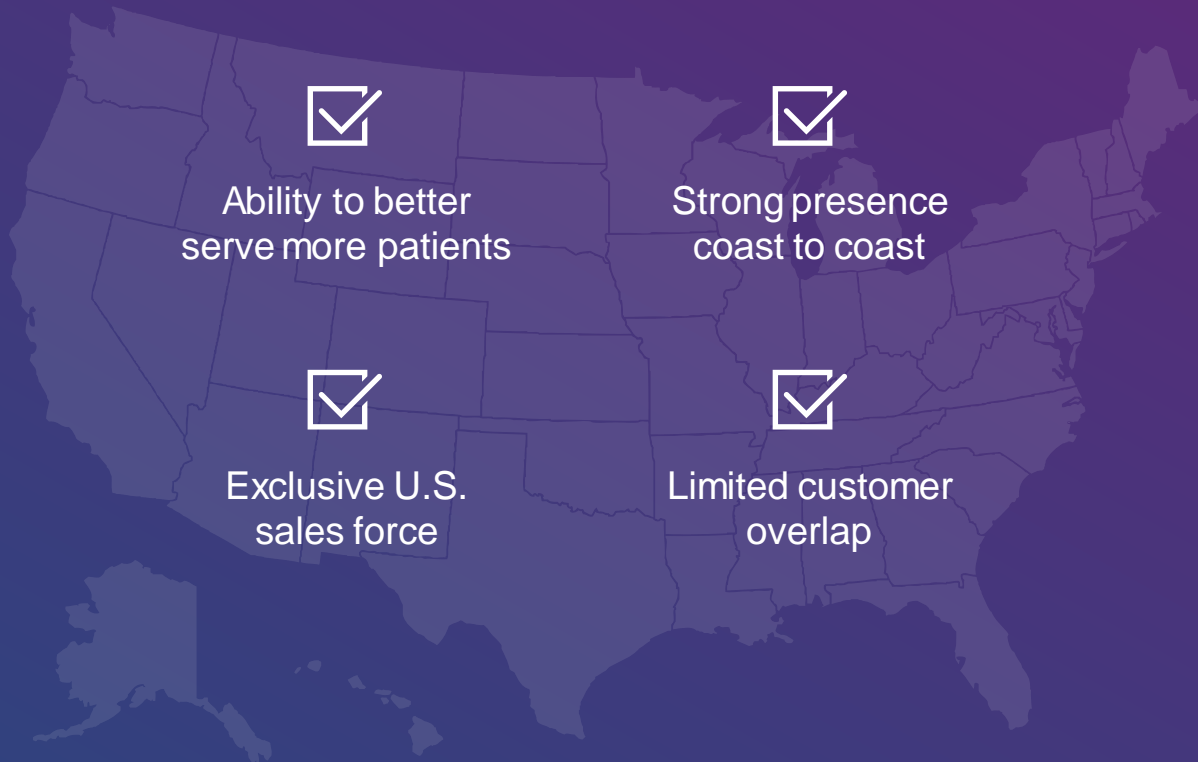 Ability to better
serve more patients
Strong presence
coast to coast
Exclusive U.S.
sales force
Limited customer
overlap